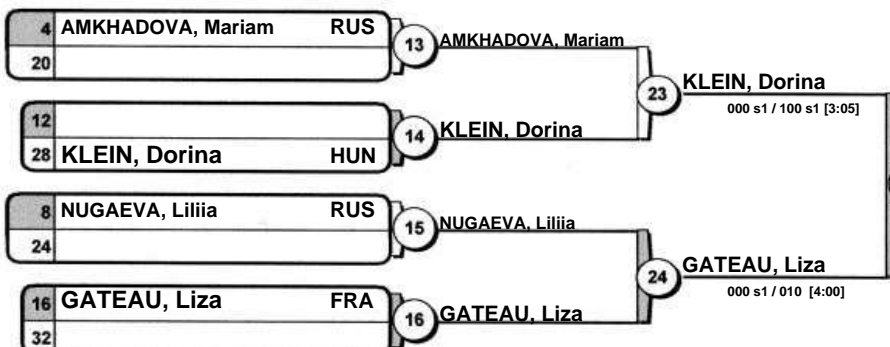 4 AMKHADOVA, Mariam RUS
20
13 AMKHADOVA, Mariam
12
28 KLEIN, Dorina HUN
14 KLEIN, Dorina
23 KLEIN, Dorina
000 s1 / 100 s1 [3:05]
8 NUGAEVA, Liliia RUS
24
15 NUGAEVA, Liliia
16 GATEAU, Liza FRA
32
16 GATEAU, Liza
24 GATEAU, Liza
000 s1 / 010 [4:00]